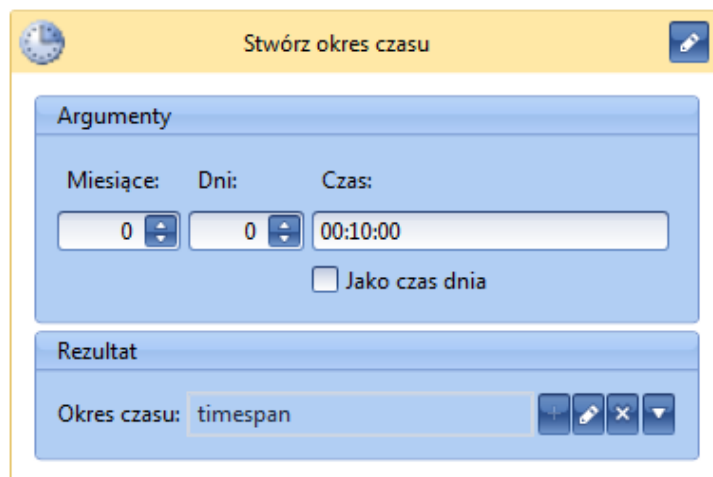 Stwórz okres czasu
Argumenty
Miesiące: Dni: Czas:
0 0 00:10:00
Jako czas dnia
Rezultat
Okres czasu: timespan